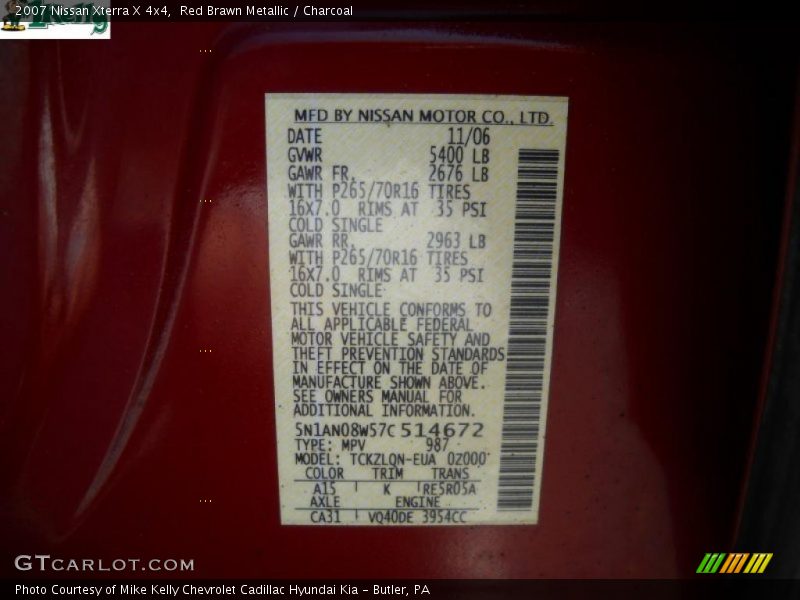 2007 Nissan Xterra X 4x4,  Red Brawn Metallic / Charcoal
MFD BY NISSAN MOTOR CO., LTD.
DATE 11/06
GVWR 5400 LB
GAWR FR. 2676 LB
WITH P265/70R16 TIRES
16X7.0 RIMS AT 35 PSI
COLD SINGLE
GAWR RR. 2963 LB
WITH P265/70R16 TIRES
16X7.0 RIMS AT 35 PSI
COLD SINGLE
THIS VEHICLE CONFORMS TO
ALL APPLICABLE FEDERAL
MOTOR VEHICLE SAFETY AND
THEFT PREVENTION STANDARDS
IN EFFECT ON THE DATE OF
MANUFACTURE SHOWN ABOVE.
SEE OWNERS MANUAL FOR
ADDITIONAL INFORMATION.
5N1AN08W57C514672
TYPE: MPV 987
MODEL: TCKZLQN-EUA 02000
COLOR TRIM TRANS
A15 K RE5R05A
AXLE ENGINE
CA31 VQ40DE 3954CC
GTCARLOT.COM
Photo Courtesy of Mike Kelly Chevrolet Cadillac Hyundai Kia - Butler, PA